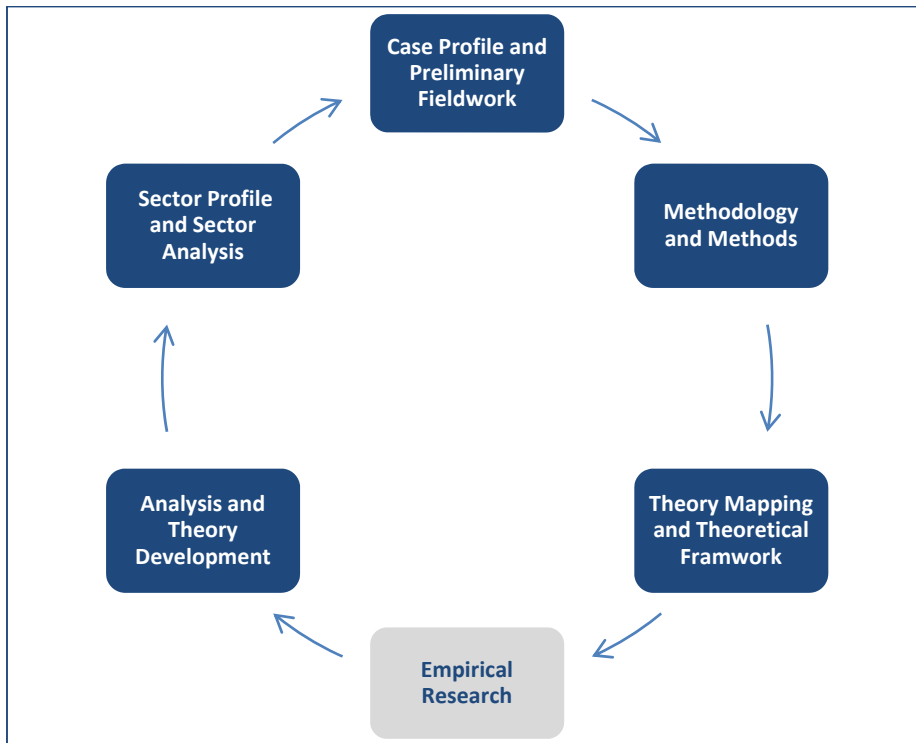 Case Profile and
Preliminary
Fieldwork
Methodology
and Methods
Theory Mapping
and Theoretical
Framwork
Empirical
Research
Analysis and
Theory
Development
Sector Profile
and Sector
Analysis